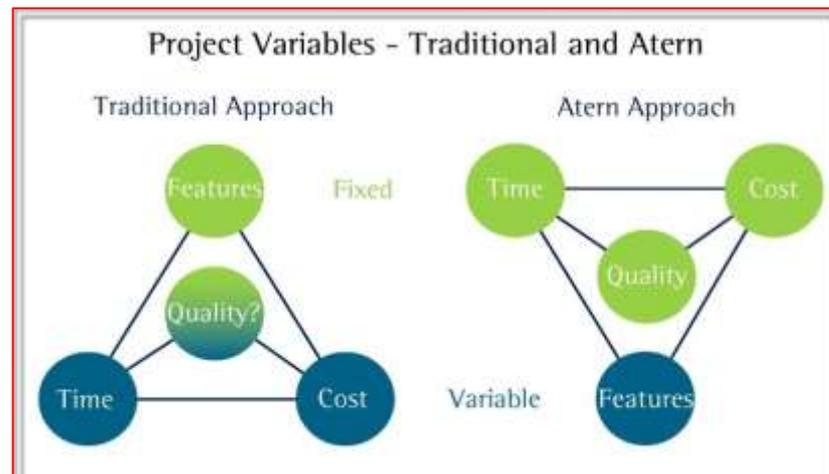 Project Variables - Traditional and Atern
Traditional Approach
Atern Approach
Features
Fixed
Time
Cost
Quality?
Quality
Time
Cost
Variable
Features